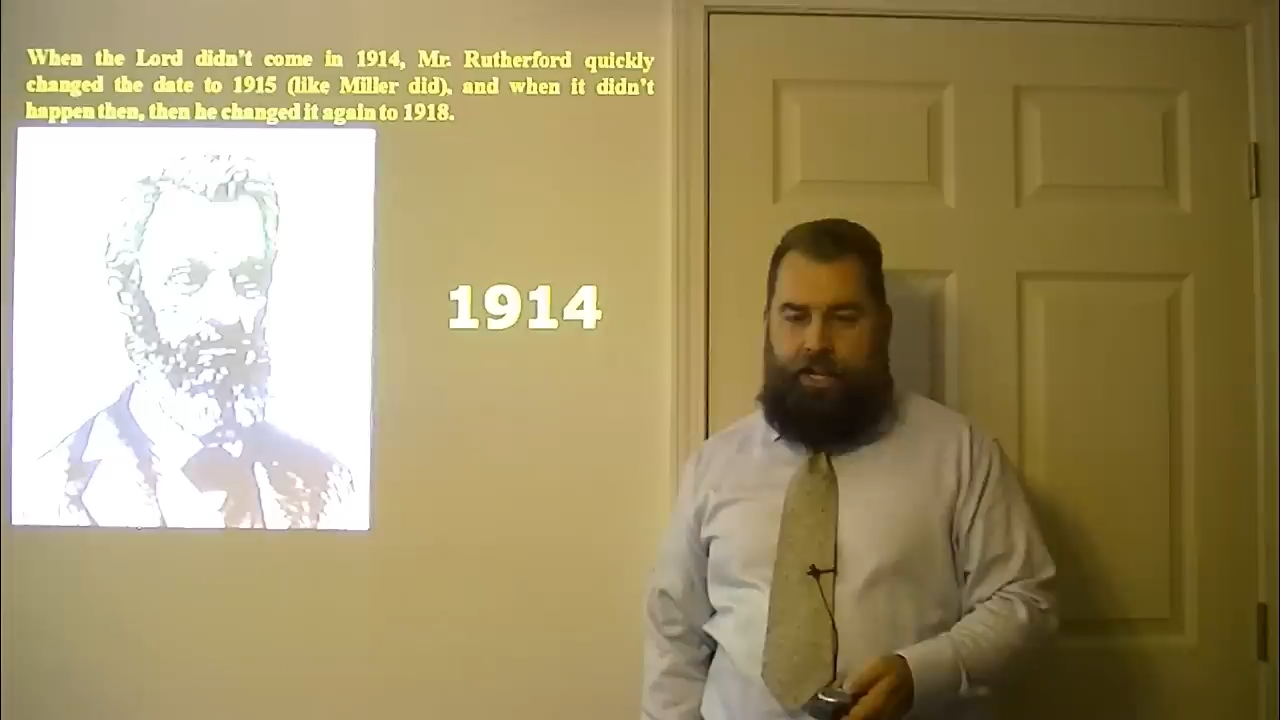 When the Lord didn't come in 1914, Mr. Rutherford quickly
changed the date to 1915 (like Miller did), and when it didn't
happen then, then he changed it again to 1918.
1914